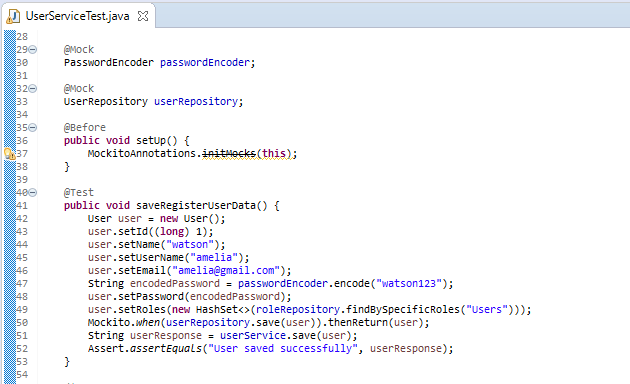 UserServiceTest.java
28
29 @Mock
30 PasswordEncoder passwordEncoder;
31
32 @Mock
33 UserRepository userRepository;
34
35 @Before
36 public void setUp() {
37 MockitoAnnotations.initMocks(this);
38 }
39
40 @Test
41 public void saveRegisterUserData() {
42 User user = new User();
43 user.setId((long) 1);
44 user.setName("watson");
45 user.setUserName("amelia");
46 user.setEmail("amelia@gmail.com");
47 String encodedPassword = passwordEncoder.encode("watson123");
48 user.setPassword(encodedPassword);
49 user.setRoles(new HashSet<>(roleRepository.findBySpecificRoles("Users")));
50 Mockito.when(userRepository.save(user)).thenReturn(user);
51 String userResponse = userService.save(user);
52 Assert.assertEquals("User saved successfully", userResponse);
53 }
54